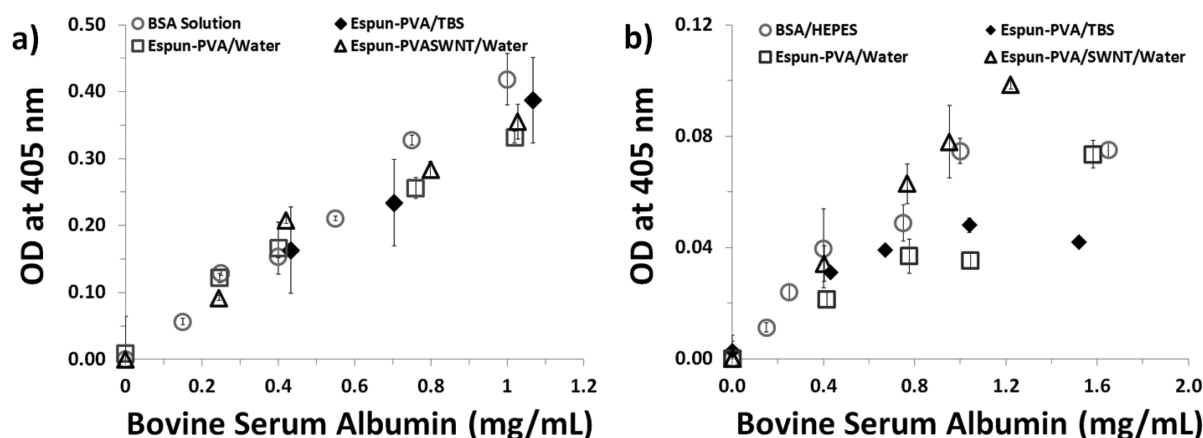 a)
BSA Solution
Espun-PVA/TBS
Espun-PVA/Water
Espun-PVASWNT/Water
OD at 405 nm
0.50
0.40
0.30
0.20
0.10
0.00
0
0.2
0.4
0.6
0.8
1
1.2
Bovine Serum Albumin (mg/mL)
b)
BSA/HEPES
Espun-PVA/TBS
Espun-PVA/Water
Espun-PVA/SWNT/Water
OD at 405 nm
0.12
0.08
0.04
0.00
0.0
0.4
0.8
1.2
1.6
2.0
Bovine Serum Albumin (mg/mL)